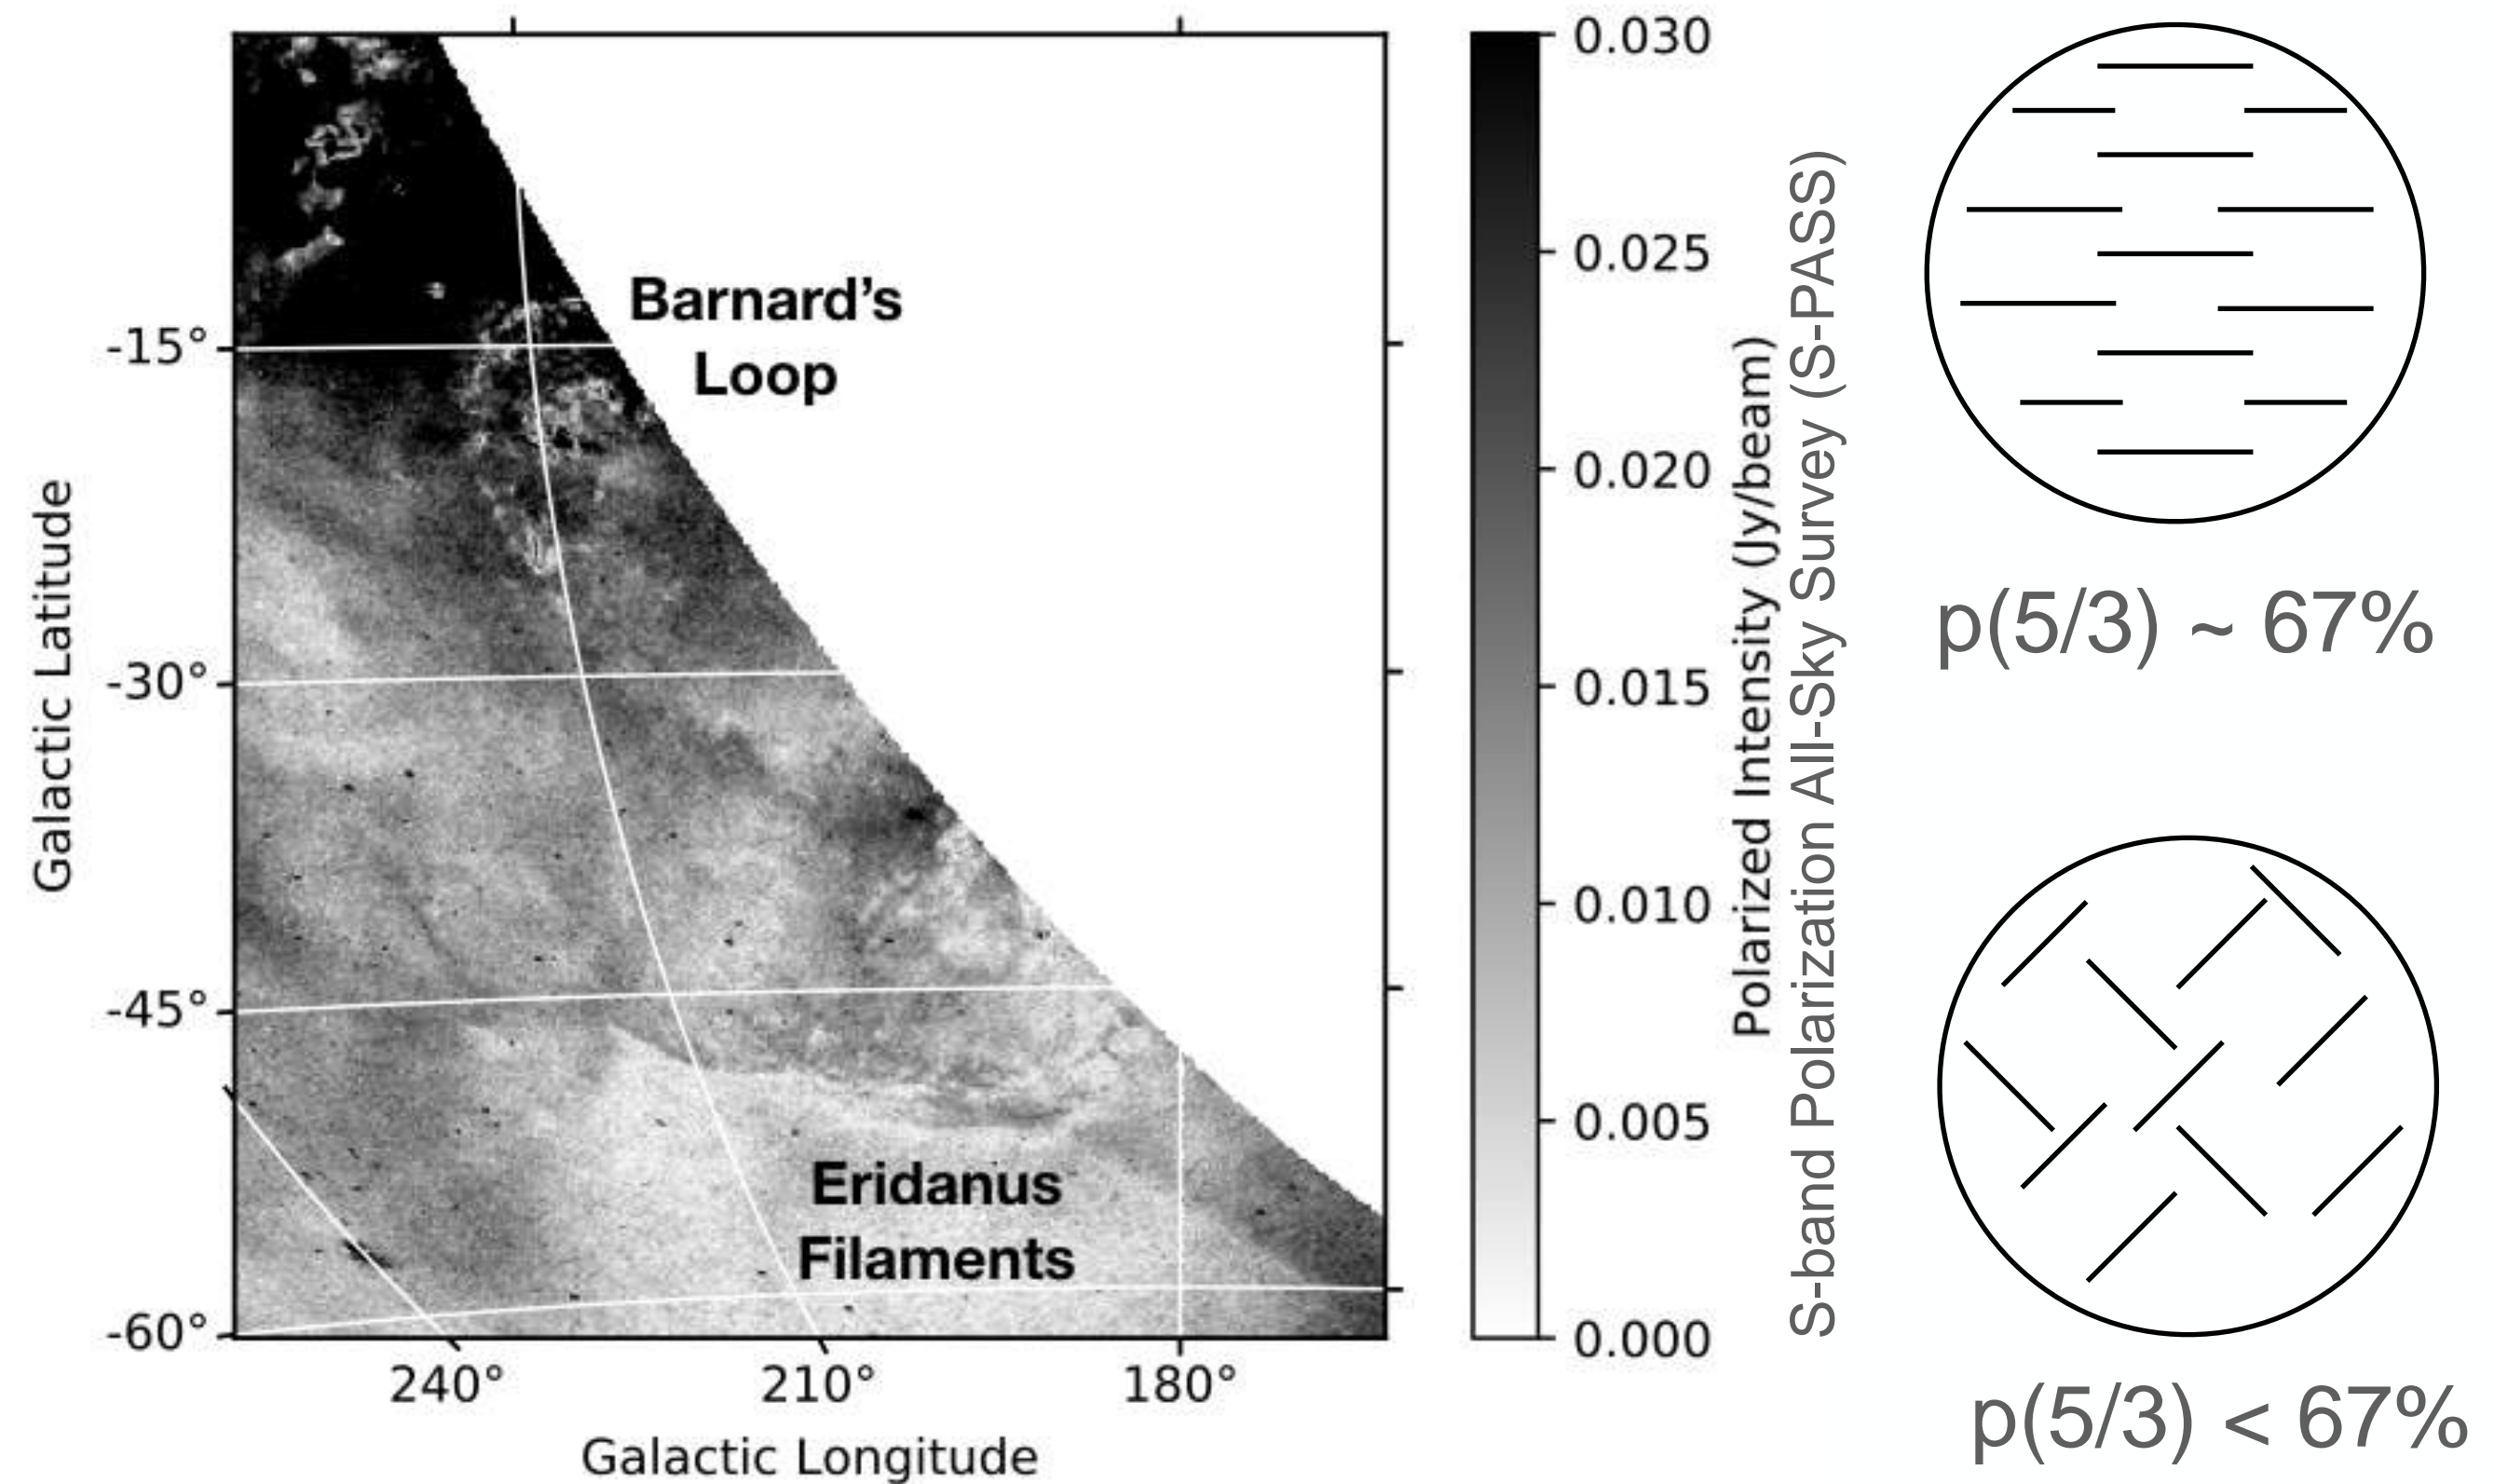 Barnard’s
Loop
Eridanus
Filaments
-15°
-30°
-45°
-60°
Galactic Latitude
240°
210°
180°
Galactic Longitude
0.030
0.025
0.020
0.015
0.010
0.005
0.000
Polarized Intensity (Jy/beam)
S-band Polarization All-Sky Survey (S-PASS)
p(5/3) ~ 67%
p(5/3) < 67%